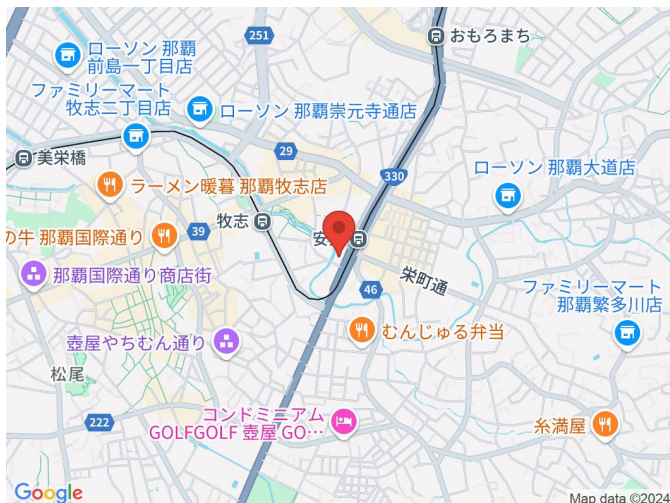 251
おもろまち
ローソン 那覇
前島一丁目店
ファミリーマート
牧志二丁目店
ローソン 那覇崇元寺通店
美栄橋
29
330
ローソン 那覇大道店
ラーメン暖暮 那覇牧志店
牧志
39
の牛 那覇国際通り
安
那覇国際通り商店街
栄町通
46
ファミリーマート
那覇繁多川店
むんじゅる弁当
壺屋やちむん通り
松尾
222
コンドミニアム
GOLFGOLF 壺屋 GO…
糸満屋
Google
Map data ©2024